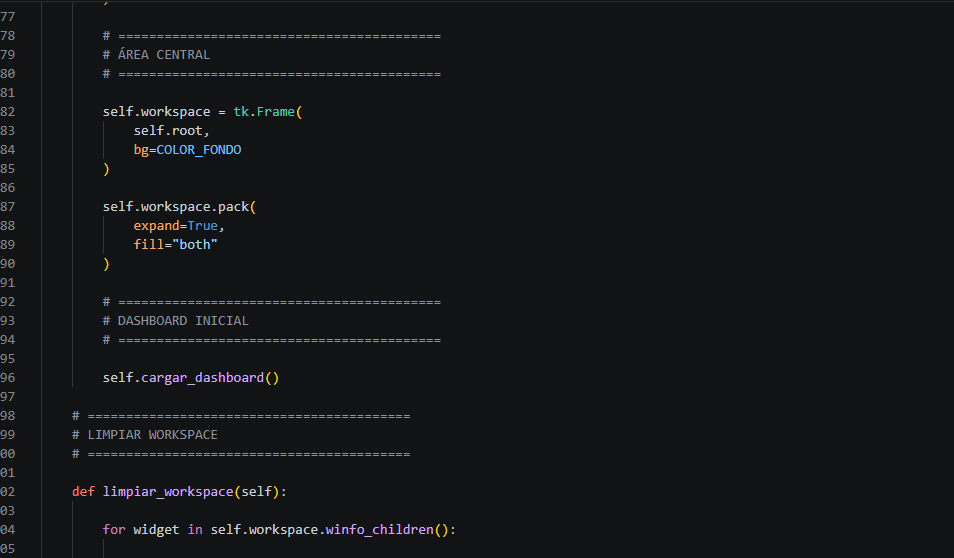 77
78 # ==========================================
79 # ÁREA CENTRAL
80 # ==========================================
81
82 self.workspace = tk.Frame(
83 self.root,
84 bg=COLOR_FONDO
85 )
86
87 self.workspace.pack(
88 expand=True,
89 fill="both"
90 )
91
92 # ==========================================
93 # DASHBOARD INICIAL
94 # ==========================================
95
96 self.cargar_dashboard()
97
98 # ==========================================
99 # LIMPIAR WORKSPACE
00 # ==========================================
01
02 def limpiar_workspace(self):
03
04 for widget in self.workspace.winfo_children():
05